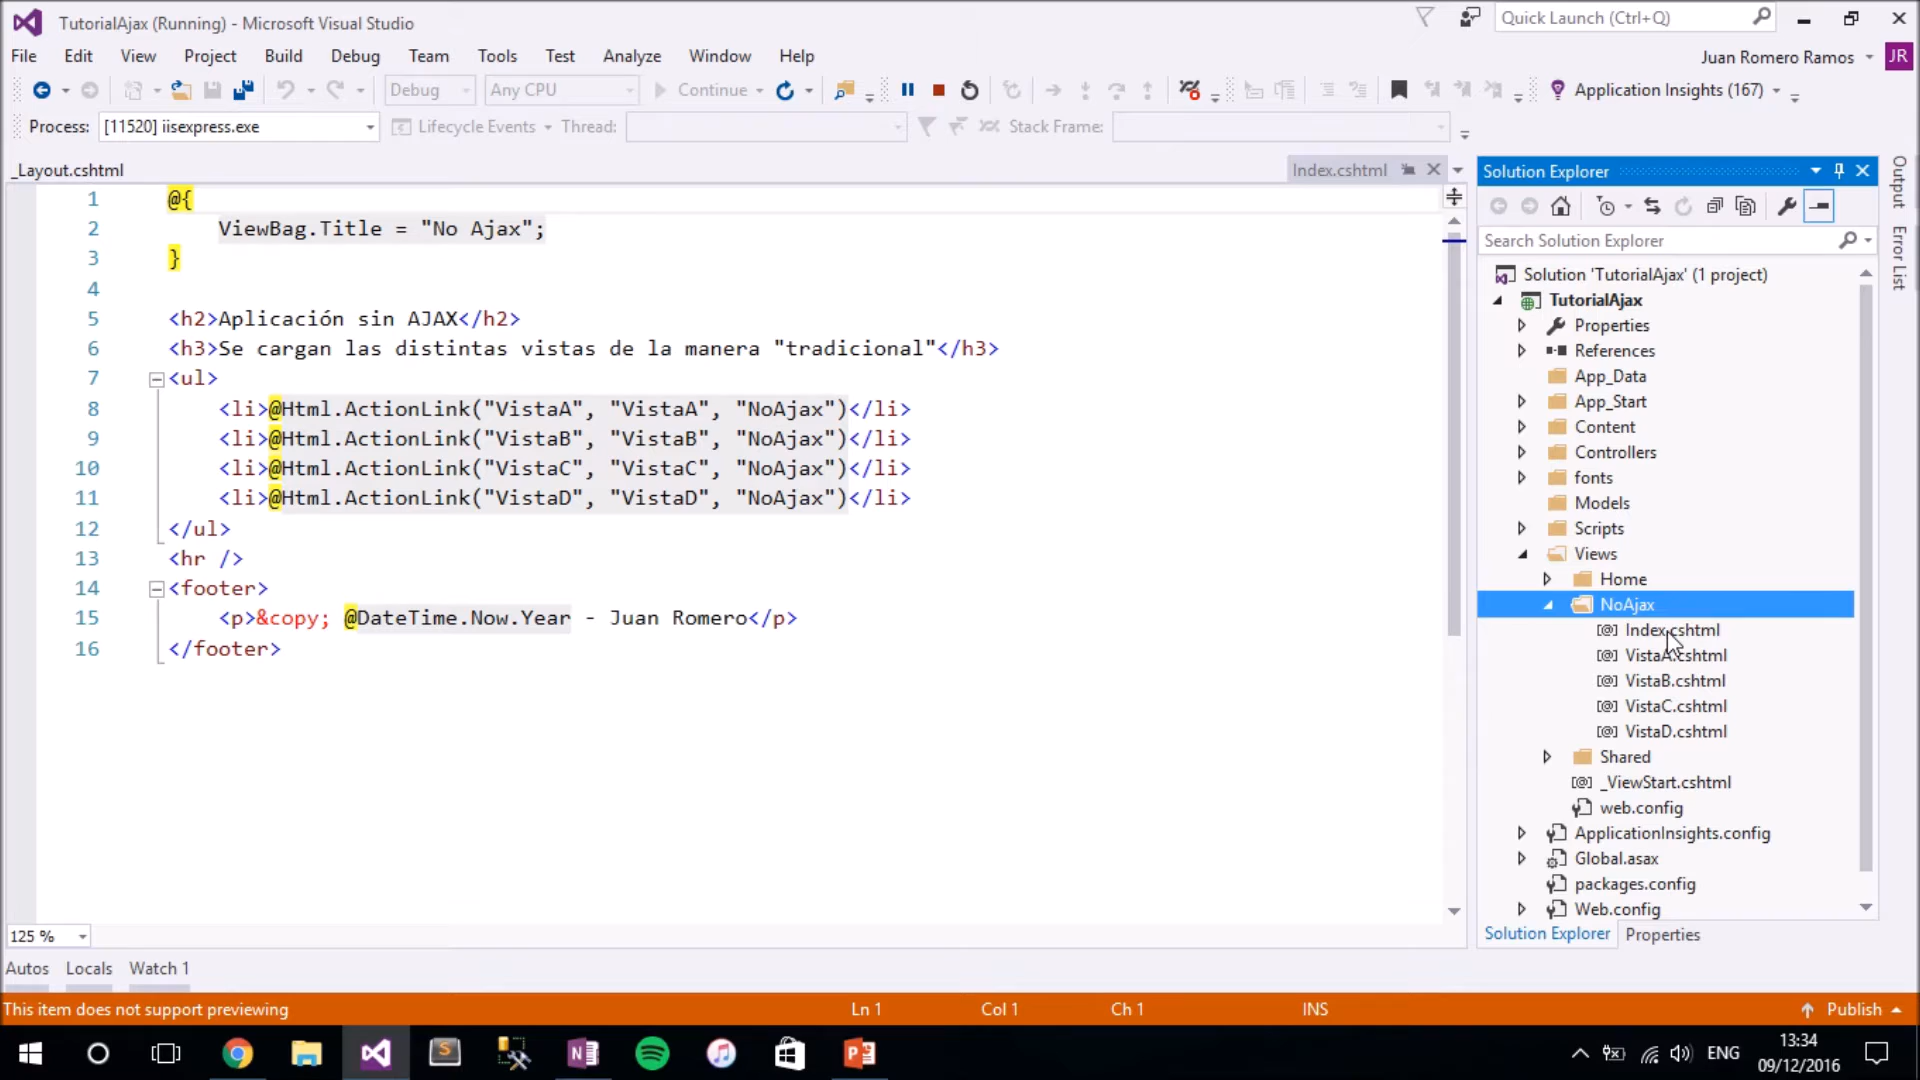 TutorialAjax (Running) - Microsoft Visual Studio
Quick Launch (Ctrl+Q)
File Edit View Project Build Debug Team Tools Test Analyze Window Help
Juan Romero Ramos JR
Debug Any CPU Continue Application Insights (167)
Process: [11520] iisexpress.exe Lifecycle Events Thread: Stack Frame:
_Layout.cshtml Index.cshtml
1 @{
2 ViewBag.Title = "No Ajax";
3 }
4
5 <h2>Aplicación sin AJAX</h2>
6 <h3>Se cargan las distintas vistas de la manera "tradicional"</h3>
7 <ul>
8 <li>@Html.ActionLink("VistaA", "VistaA", "NoAjax")</li>
9 <li>@Html.ActionLink("VistaB", "VistaB", "NoAjax")</li>
10 <li>@Html.ActionLink("VistaC", "VistaC", "NoAjax")</li>
11 <li>@Html.ActionLink("VistaD", "VistaD", "NoAjax")</li>
12 </ul>
13 <hr />
14 <footer>
15 <p>&copy; @DateTime.Now.Year - Juan Romero</p>
16 </footer>
125 %
Solution Explorer
Search Solution Explorer
Solution 'TutorialAjax' (1 project)
TutorialAjax
Properties
References
App_Data
App_Start
Content
Controllers
fonts
Models
Scripts
Views
Home
NoAjax
Index.cshtml
VistaA.cshtml
VistaB.cshtml
VistaC.cshtml
VistaD.cshtml
Shared
_ViewStart.cshtml
web.config
ApplicationInsights.config
Global.asax
packages.config
Web.config
Solution Explorer Properties
Output
Error List
Autos Locals Watch 1
This item does not support previewing Ln 1 Col 1 Ch 1 INS Publish
ENG
13:34
09/12/2016